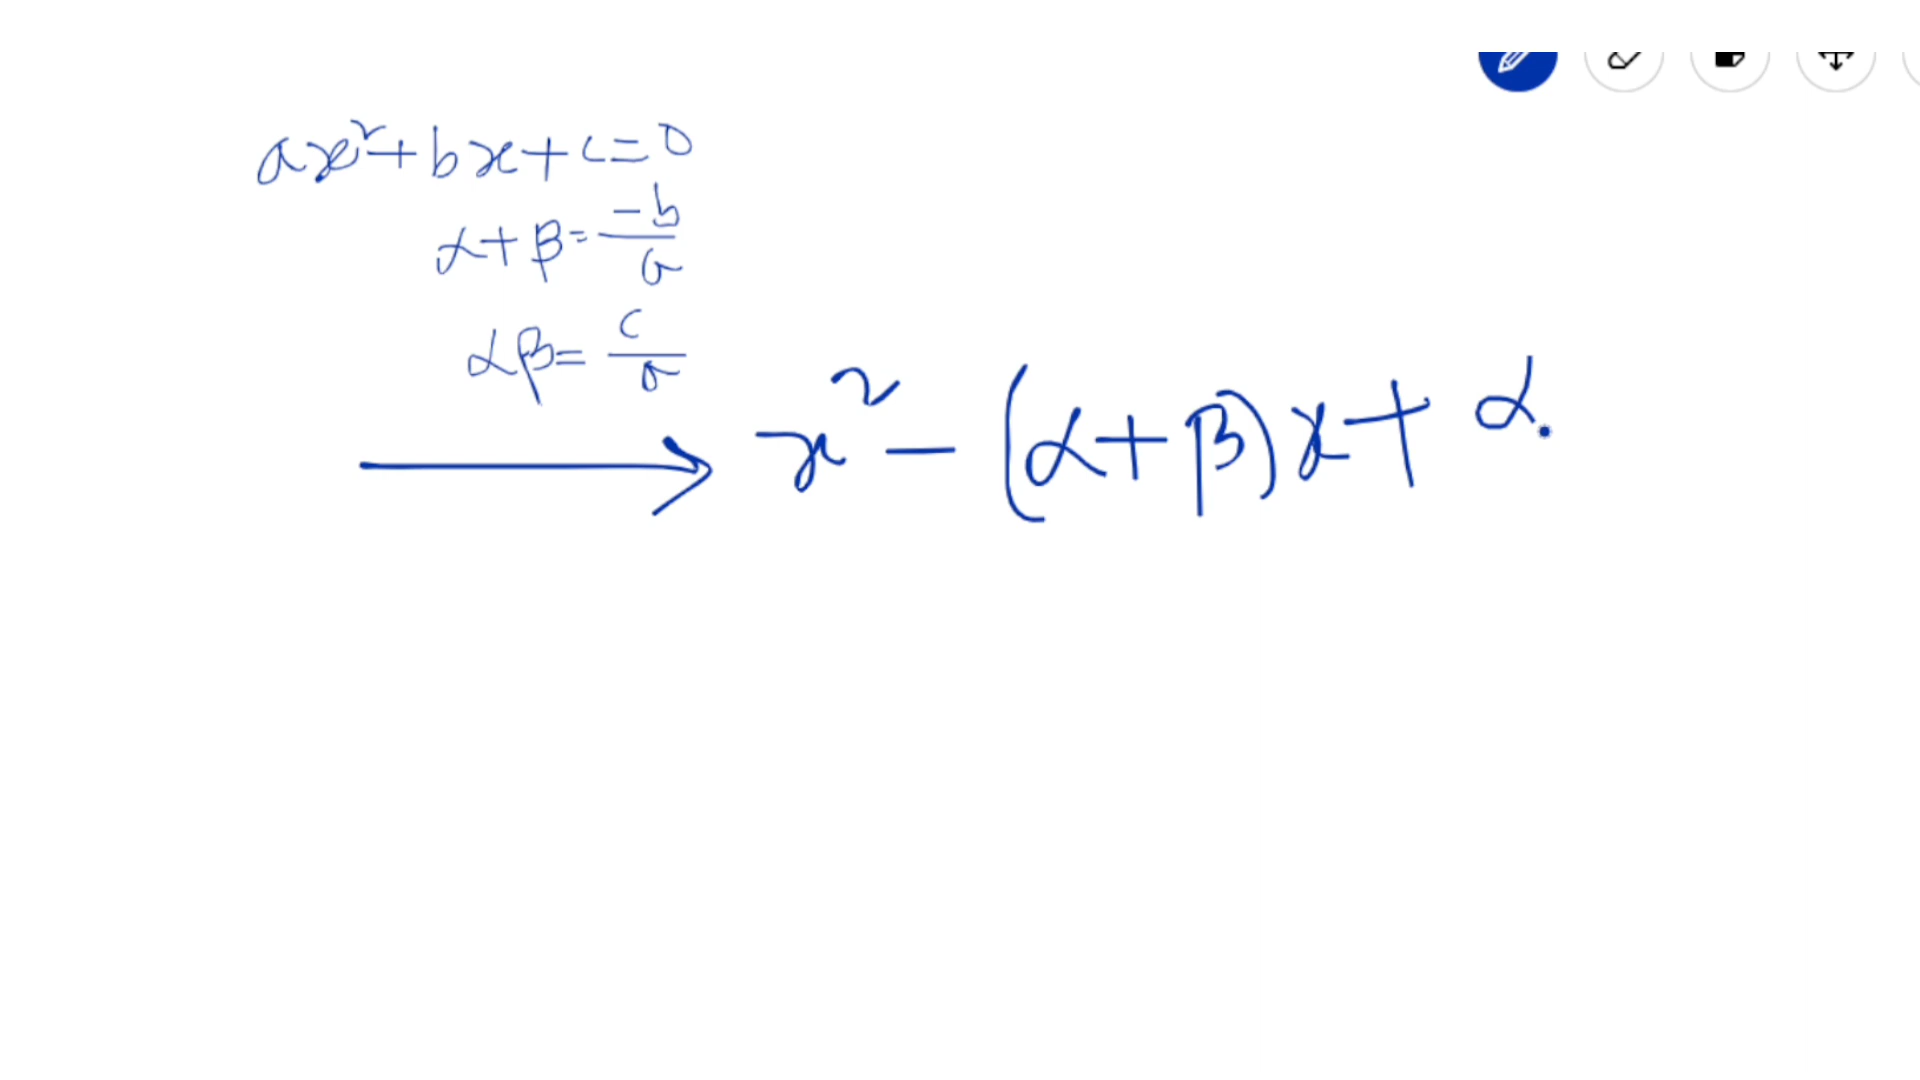 ax²+bx+c=0
α+β=-b/a
αβ=c/a
→ x²-(α+β)x+α